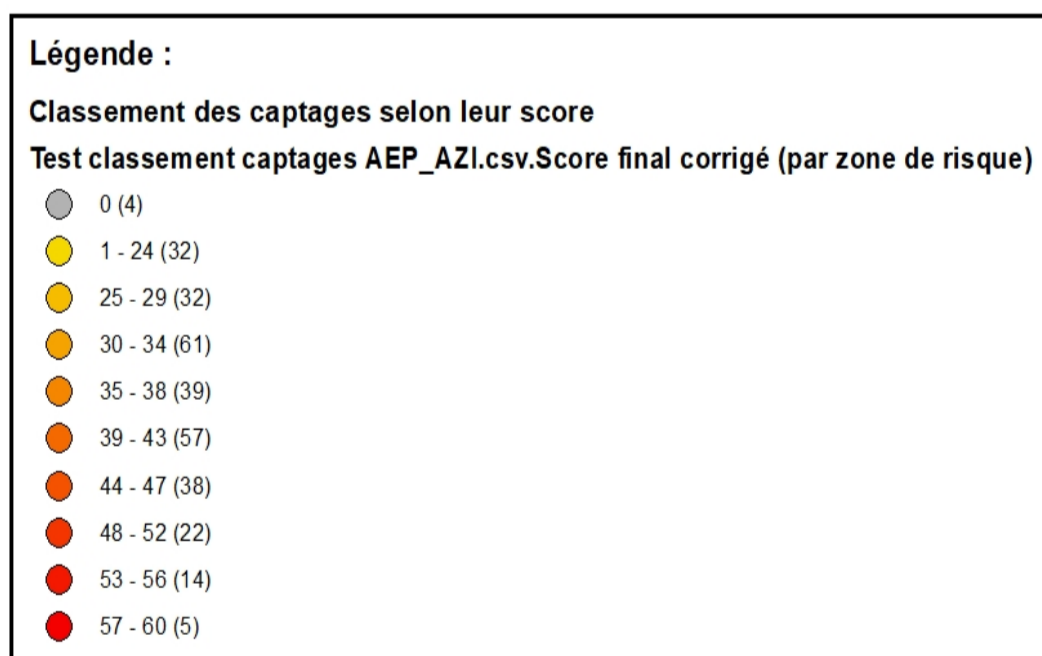 Légende :
Classement des captages selon leur score
Test classement captages AEP_AZI.csv.Score final corrigé (par zone de risque)
0 (4)
1 - 24 (32)
25 - 29 (32)
30 - 34 (61)
35 - 38 (39)
39 - 43 (57)
44 - 47 (38)
48 - 52 (22)
53 - 56 (14)
57 - 60 (5)